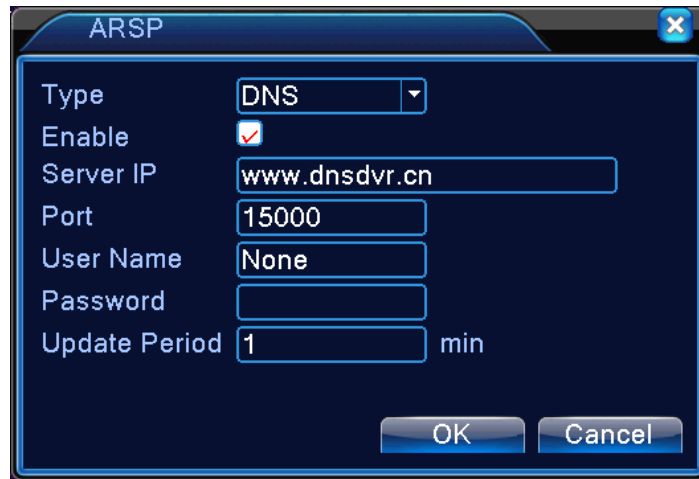 ARSP
Type DNS
Enable
Server IP www.dnsdvr.cn
Port 15000
User Name None
Password
Update Period 1 min
OK Cancel